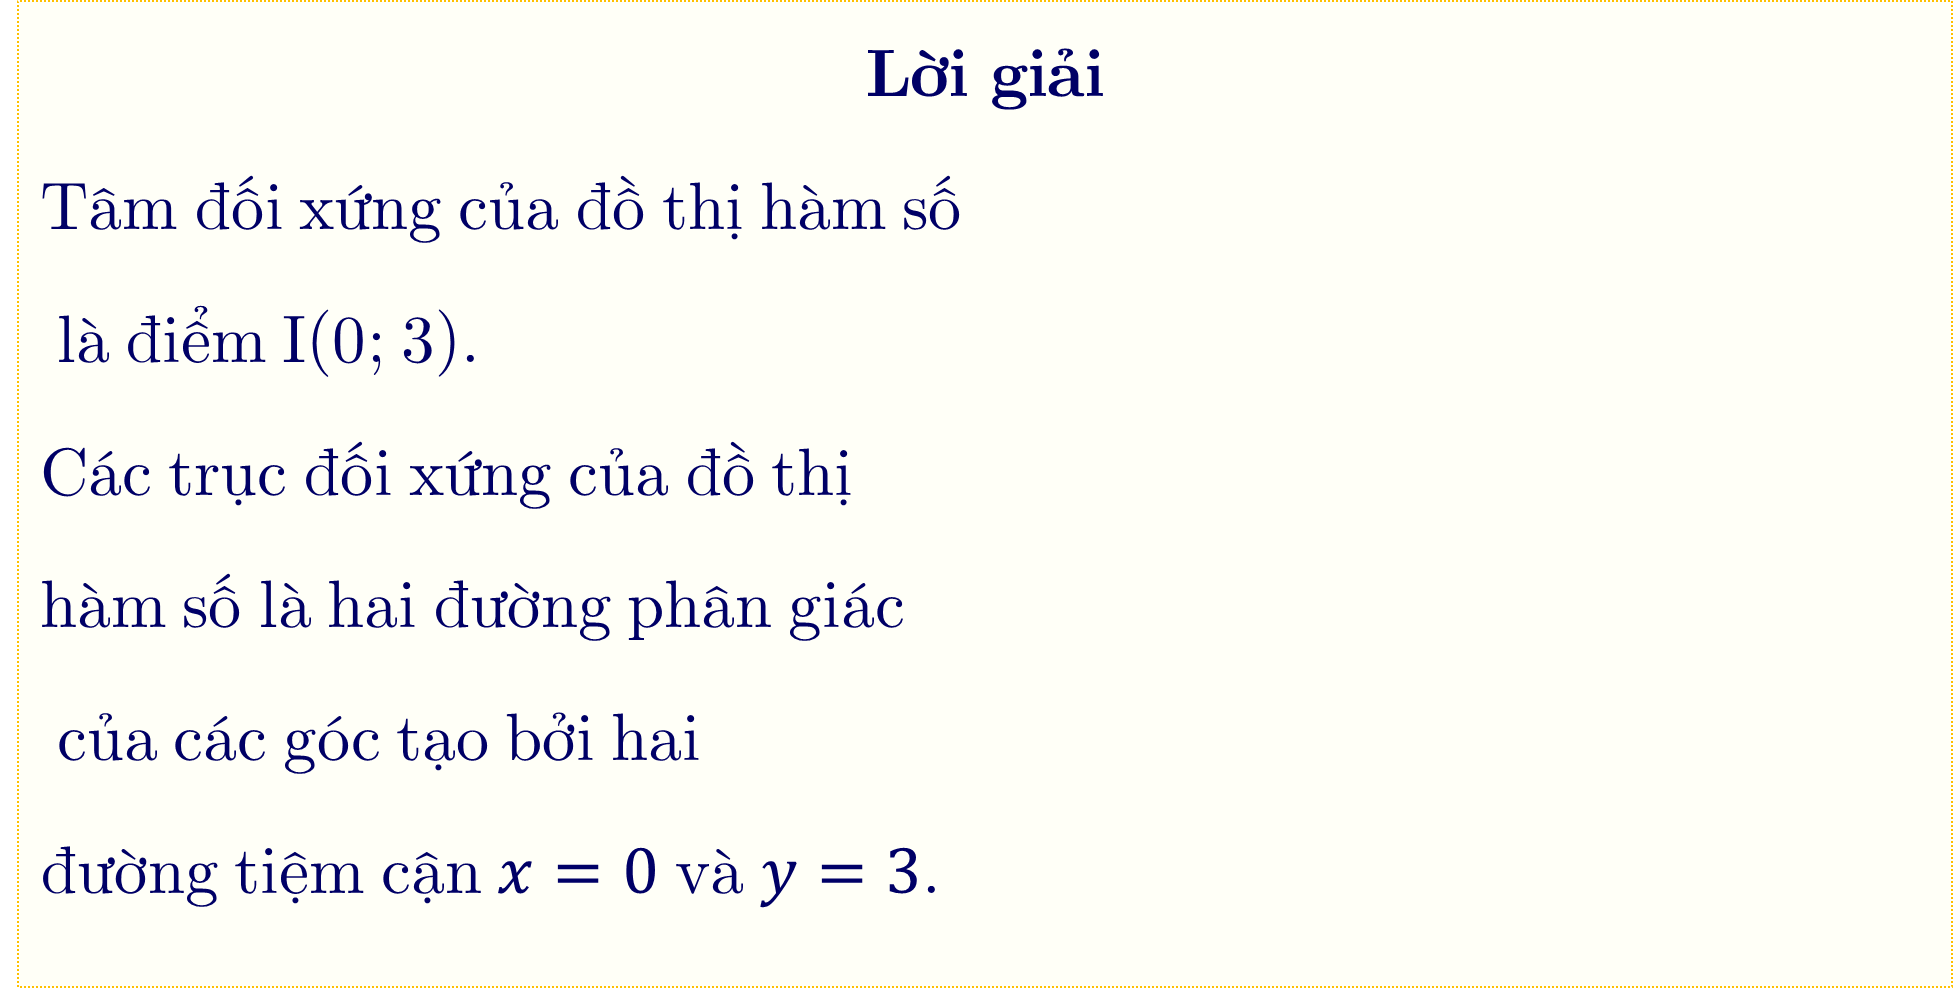 Lời giải
Tâm đối xứng của đồ thị hàm số
là điểm I(0; 3).
Các trục đối xứng của đồ thị
hàm số là hai đường phân giác
của các góc tạo bởi hai
đường tiệm cận x = 0 và y = 3.